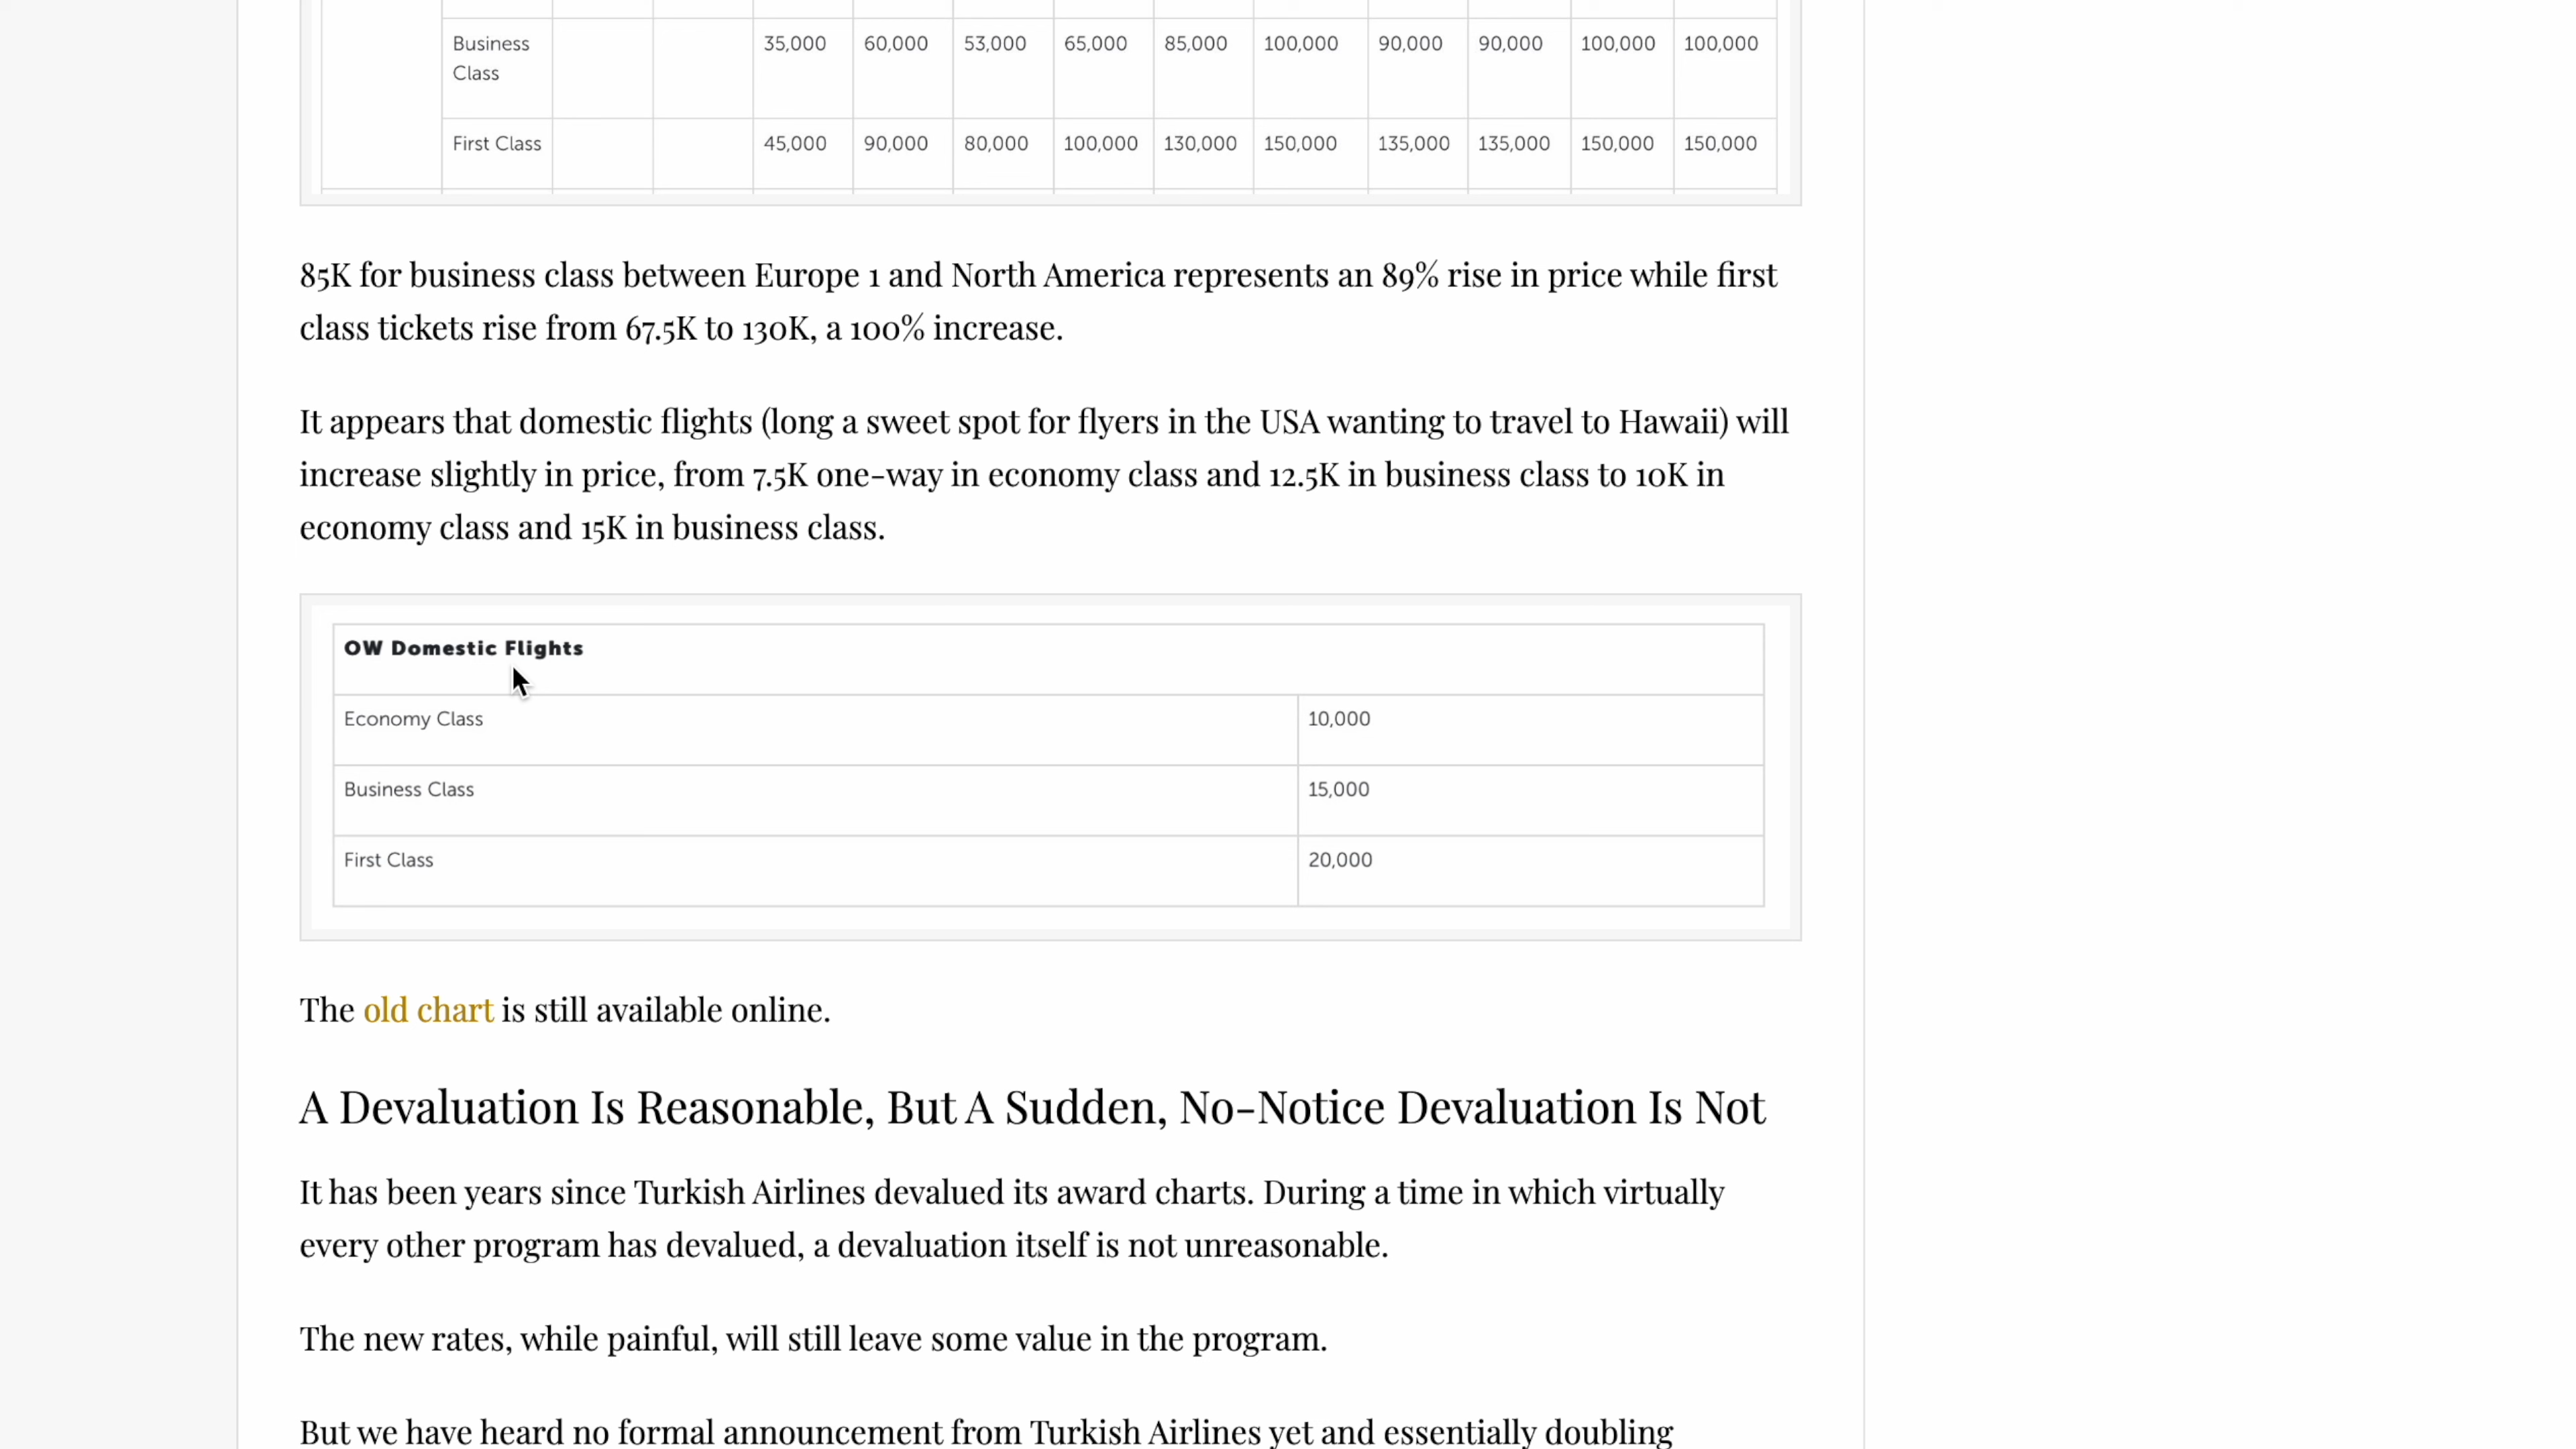 Business Class 35,000 60,000 53,000 65,000 85,000 100,000 90,000 90,000 100,000 100,000
First Class 45,000 90,000 80,000 100,000 130,000 150,000 135,000 135,000 150,000 150,000
85K for business class between Europe 1 and North America represents an 89% rise in price while first
class tickets rise from 67.5K to 130K, a 100% increase.
It appears that domestic flights (long a sweet spot for flyers in the USA wanting to travel to Hawaii) will
increase slightly in price, from 7.5K one-way in economy class and 12.5K in business class to 10K in
economy class and 15K in business class.
OW Domestic Flights
Economy Class 10,000
Business Class 15,000
First Class 20,000
The old chart is still available online.
A Devaluation Is Reasonable, But A Sudden, No-Notice Devaluation Is Not
It has been years since Turkish Airlines devalued its award charts. During a time in which virtually
every other program has devalued, a devaluation itself is not unreasonable.
The new rates, while painful, will still leave some value in the program.
But we have heard no formal announcement from Turkish Airlines yet and essentially doubling